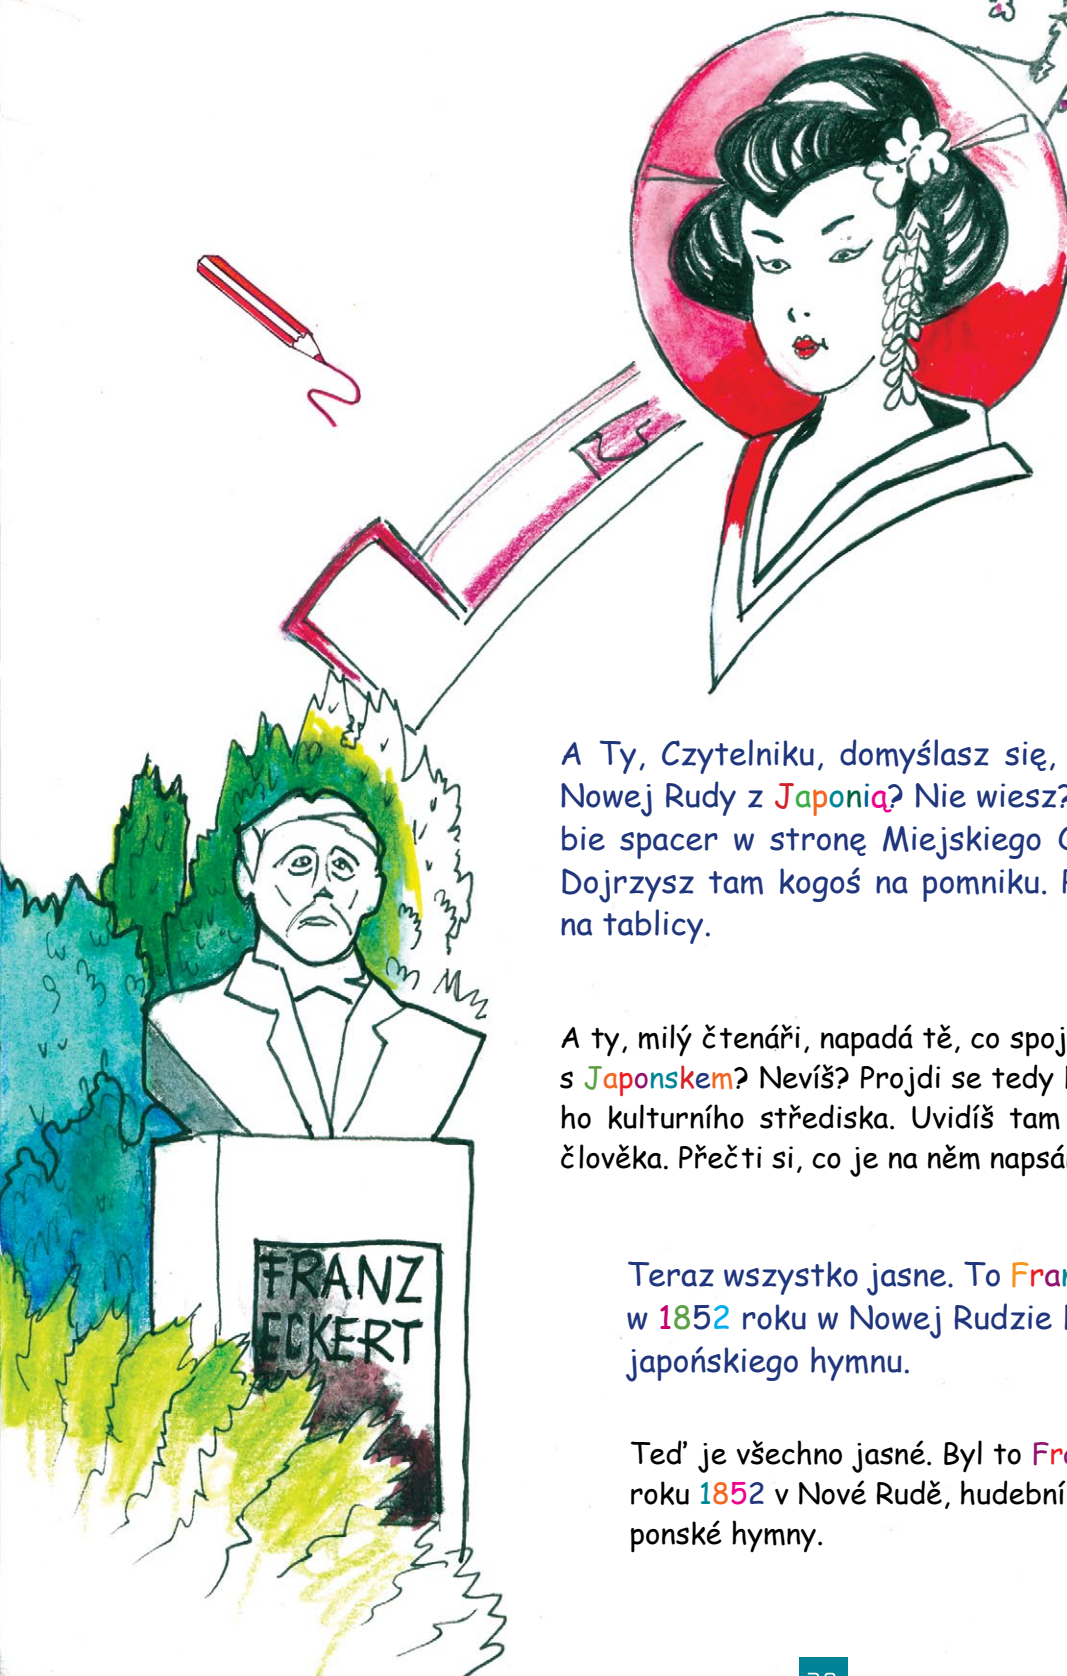 A Ty, Czytelniku, domyślasz się,
Nowej Rudy z Japonią? Nie wiesz?
bie spacer w stronę Miejskiego
Dojrzysz tam kogoś na pomniku.
na tablicy.
A ty, milý čtenáři, napadá tě, co spoj
s Japonskem? Nevíš? Projdi se tedy
ho kulturního střediska. Uvidíš tam
člověka. Přečti si, co je na něm napsá
FRANZ
ECKERT
Teraz wszystko jasne. To Fran
w 1852 roku w Nowej Rudzie
japońskiego hymnu.
Teď je všechno jasné. Byl to Fra
roku 1852 v Nové Rudě, hudební
ponské hymny.